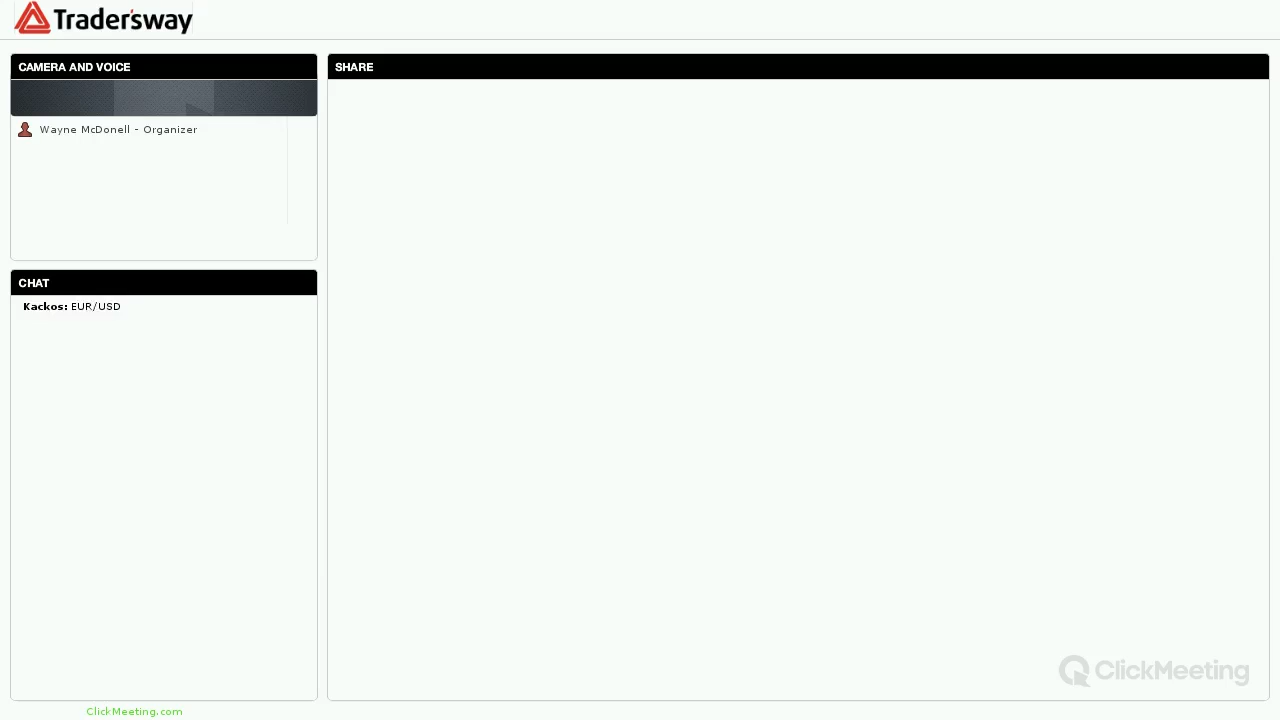 Tradersway
CAMERA AND VOICE
Wayne McDonell - Organizer
CHAT
Kackos: EUR/USD
SHARE
ClickMeeting
ClickMeeting.com